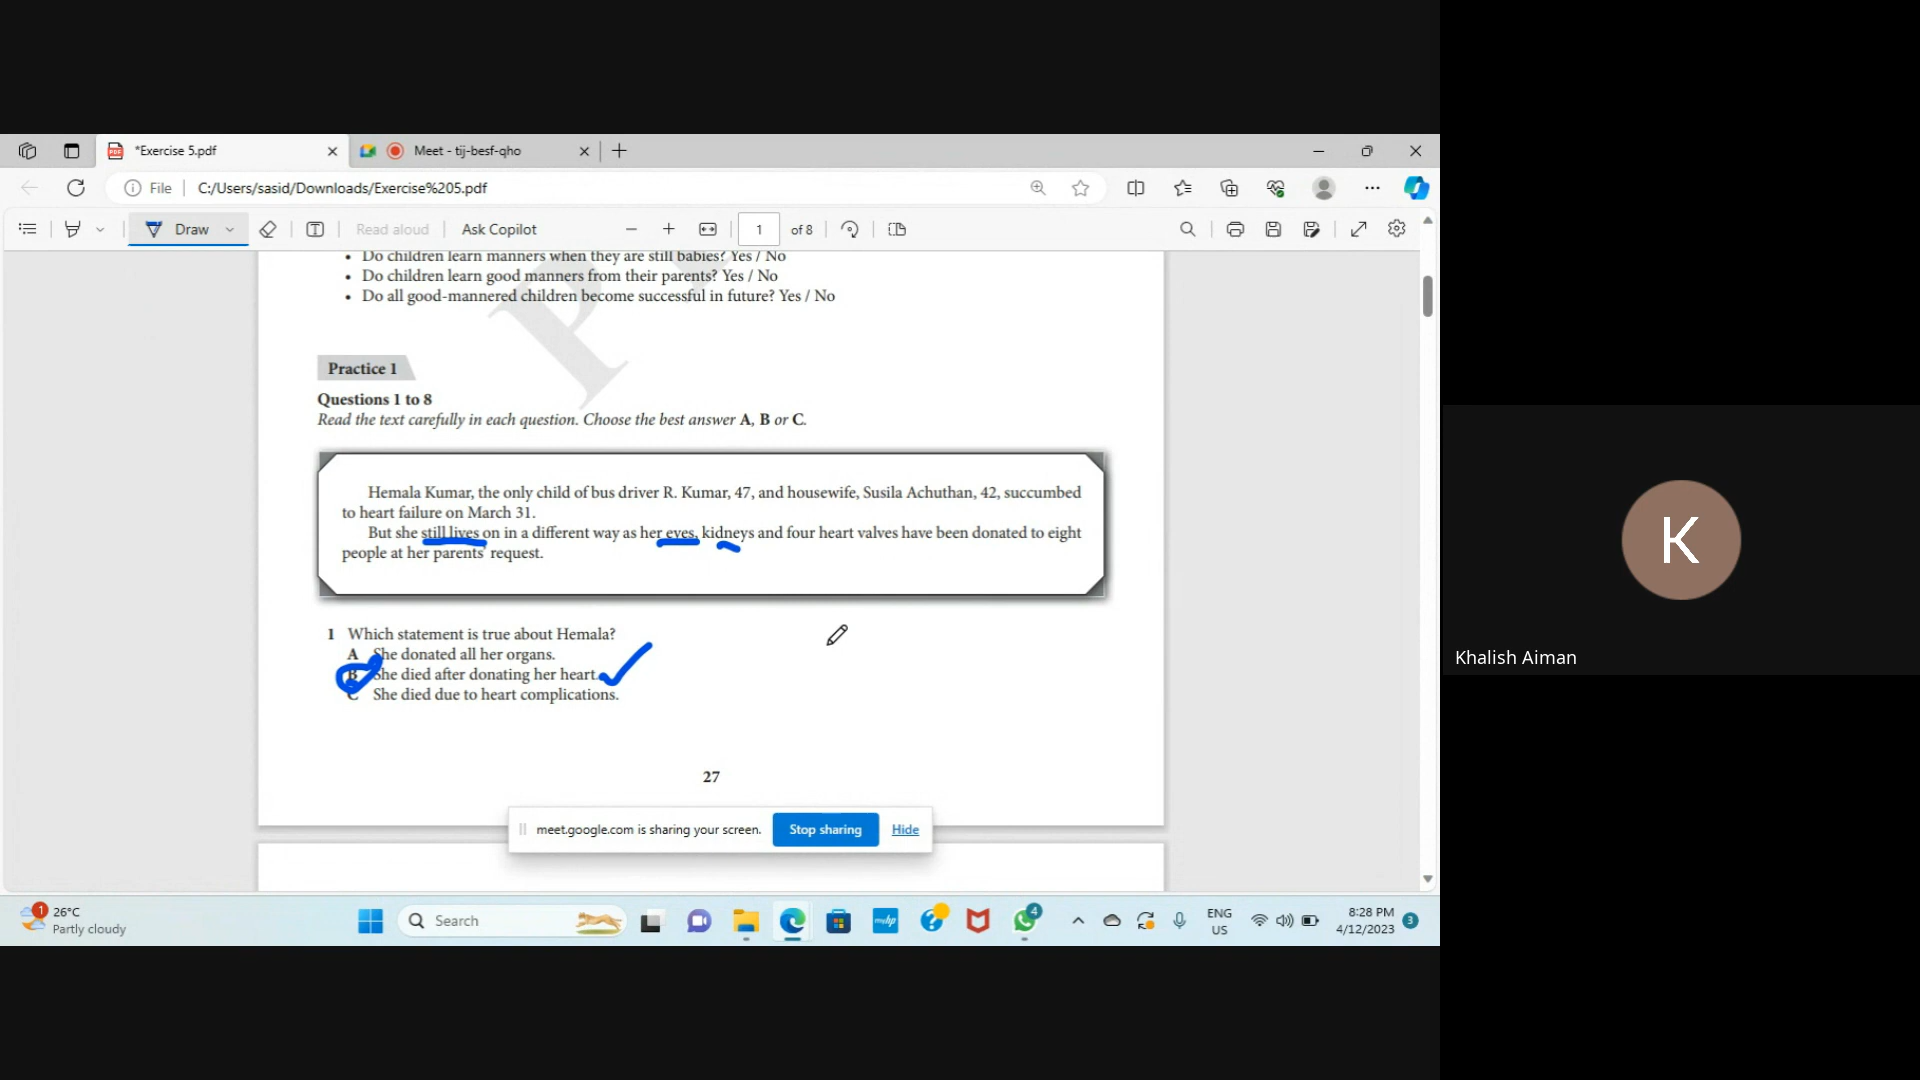 *Exercise 5.pdf
Meet - tij-besf-qho
File
C:/Users/sasid/Downloads/Exercise%205.pdf
Draw
Read aloud
Ask Copilot
1
of 8
• Do children learn manners when they are still babies? Yes / No
• Do children learn good manners from their parents? Yes / No
• Do all good-mannered children become successful in future? Yes / No
Practice 1
Questions 1 to 8
Read the text carefully in each question. Choose the best answer A, B or C.
Hemala Kumar, the only child of bus driver R. Kumar, 47, and housewife, Susila Achuthan, 42, succumbed
to heart failure on March 31.
But she still lives on in a different way as her eyes, kidneys and four heart valves have been donated to eight
people at her parents' request.
1 Which statement is true about Hemala?
A She donated all her organs.
B She died after donating her heart.
C She died due to heart complications.
27
meet.google.com is sharing your screen.
Stop sharing
Hide
K
Khalish Aiman
1
26°C
Partly cloudy
Search
myhp
4
ENG
US
8:28 PM
4/12/2023
3